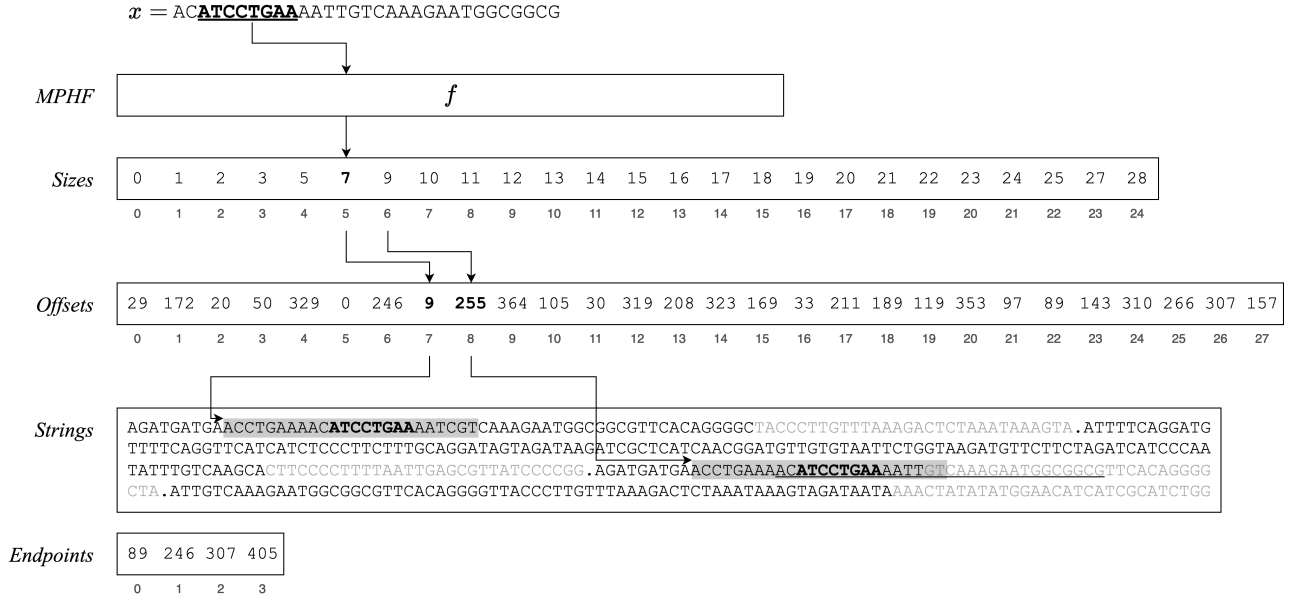 x = ACATCCTGAAAATTGTCAAAGAATGGCGGCG
MPHF
f
Sizes
0 1 2 3 5 7 9 10 11 12 13 14 15 16 17 18 19 20 21 22 23 24 25 27 28
0 1 2 3 4 5 6 7 8 9 10 11 12 13 14 15 16 17 18 19 20 21 22 23 24
Offsets
29 172 20 50 329 0 246 9 255 364 105 30 319 208 323 169 33 211 189 119 353 97 89 143 310 266 307 157
0 1 2 3 4 5 6 7 8 9 10 11 12 13 14 15 16 17 18 19 20 21 22 23 24 25 26 27
Strings
AGATGATGAACCTGAAAACATCCTGAAAATCGTCAAAGAATGGCGGCGTTCACAGGGGCTACCCTTGTTTAAAGACTCTAAATAAAGTA.ATTTTCAGGATG
TTTTCAGGTTCATCATCTCCCTTCTTTGCAGGATAGTAGATAAGATCGCTCATCAACGGATGTTGTGTAATTCTGGTAAGATGTTCTTCTAGATCATCCCAA
TATTTGTCAAGCACTTCCCCTTTTAATTGAGCGTTATCCCCGG.AGATGATGAACCTGAAAACATCCTGAAAATTGTCAAAGAATGGCGGCGTTCACAGGGG
CTA.ATTGTCAAAGAATGGCGGCGTTCACAGGGGTTACCCTTGTTTAAAGACTCTAAATAAAGTAGATAATAAAACTATATATGGAACATCATCGCATCTGG
Endpoints
89 246 307 405
0 1 2 3